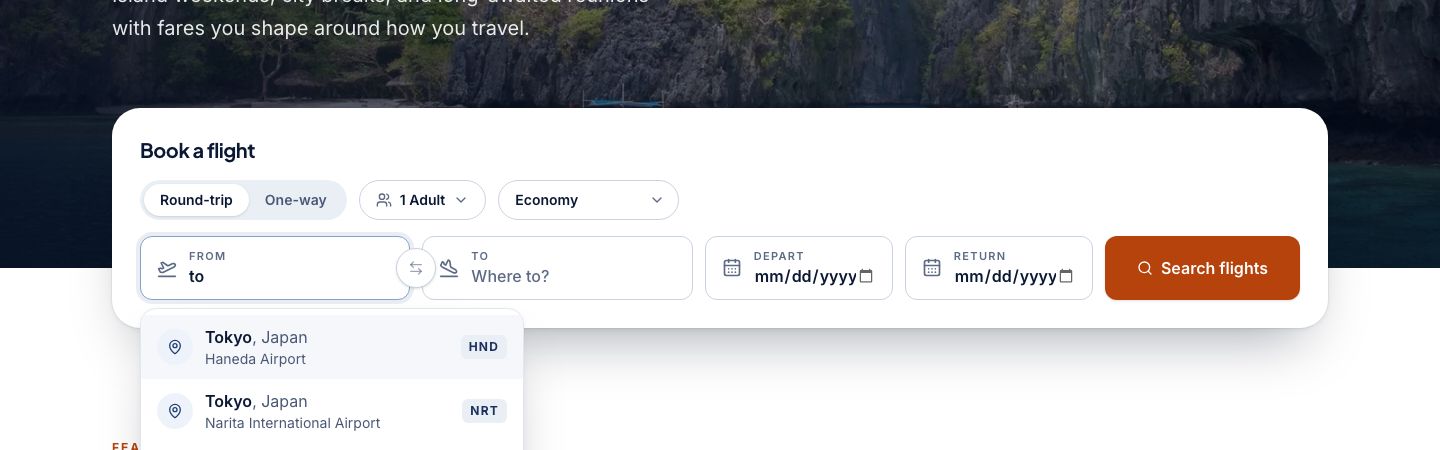 with fares you shape around how you travel.
Book a flight
Round-trip
One-way
1 Adult
Economy
FROM
to
TO
Where to?
DEPART
mm/dd/yyyy
RETURN
mm/dd/yyyy
Search flights
Tokyo, Japan
Haneda Airport
HND
Tokyo, Japan
Narita International Airport
NRT